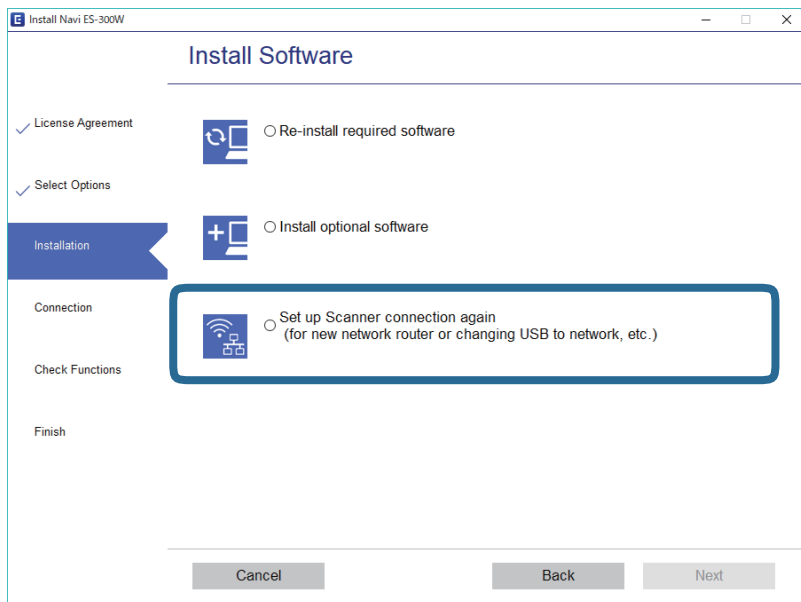 E Install Navi ES-300W
Install Software
License Agreement
Select Options
Installation
Connection
Check Functions
Finish
Re-install required software
Install optional software
Set up Scanner connection again
(for new network router or changing USB to network, etc.)
Cancel
Back
Next